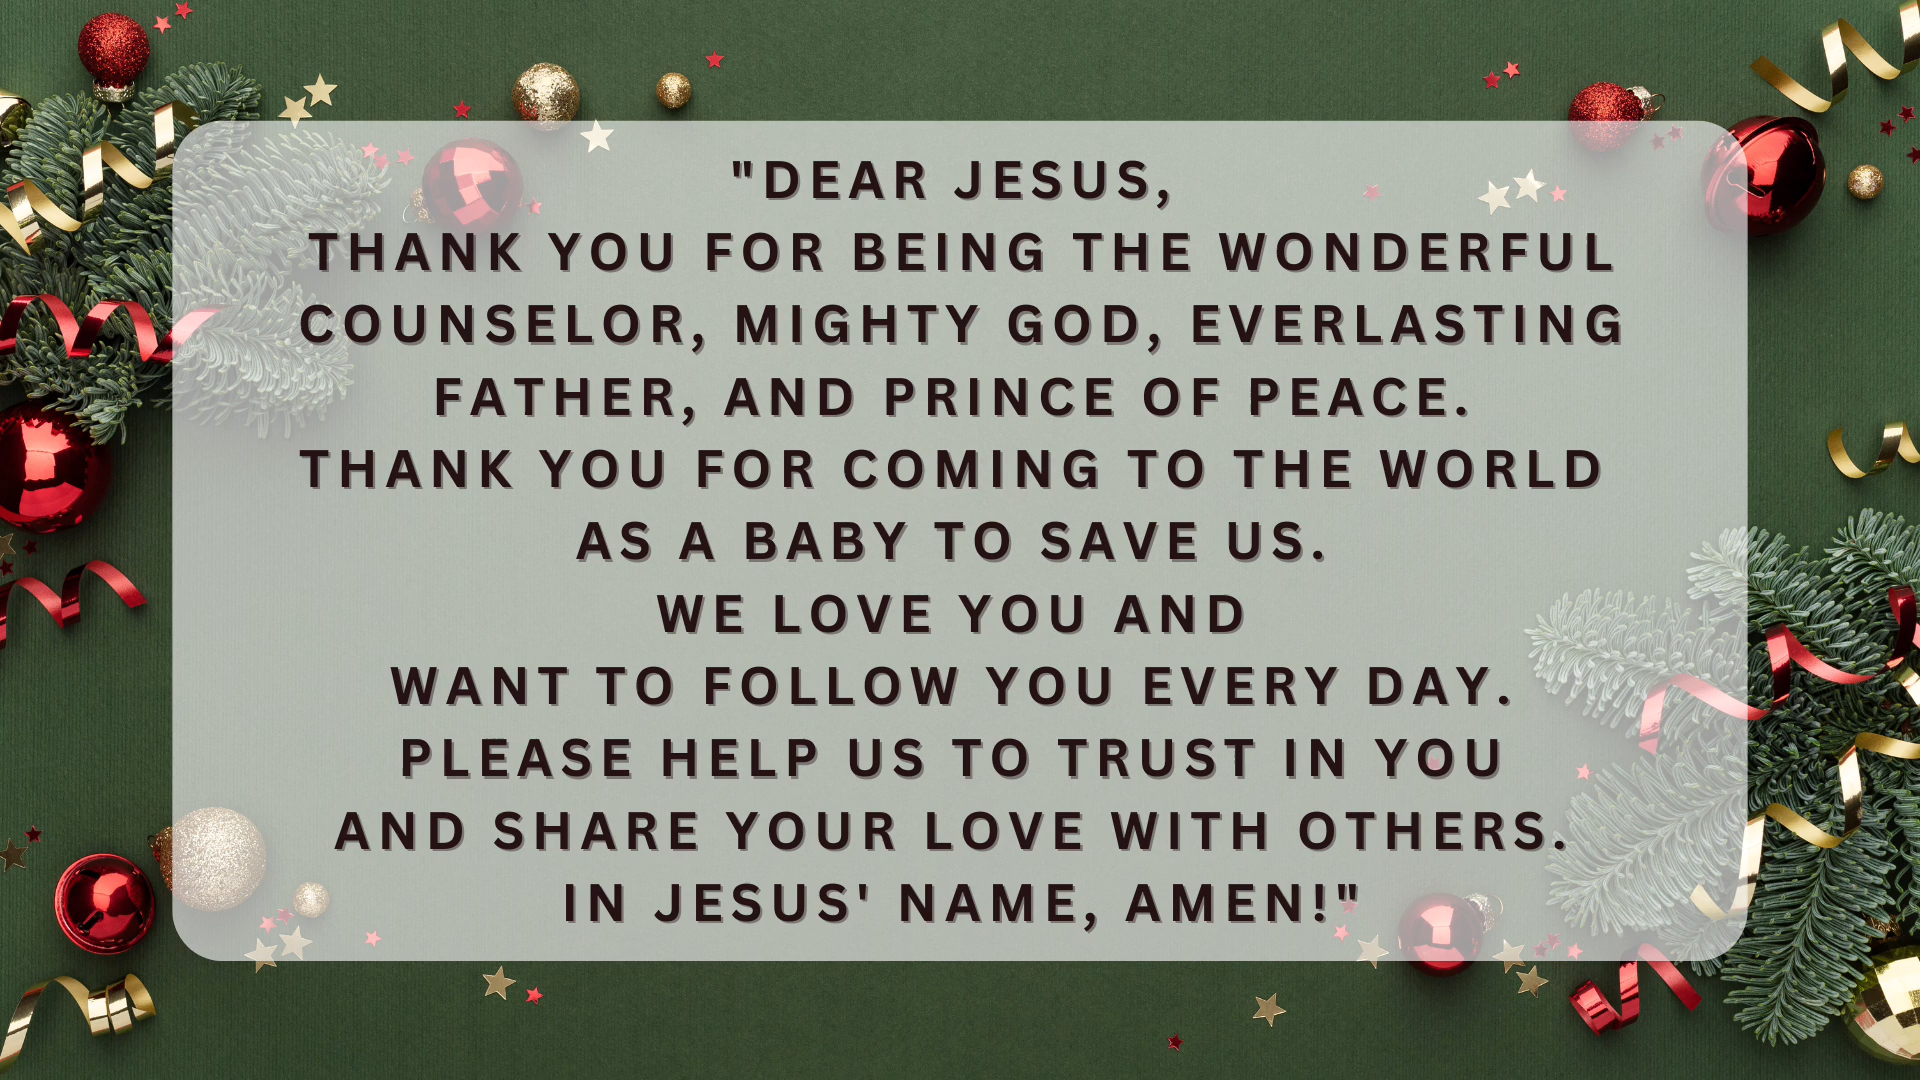 "DEAR JESUS,
THANK YOU FOR BEING THE WONDERFUL
COUNSELOR, MIGHTY GOD, EVERLASTING
FATHER, AND PRINCE OF PEACE.
THANK YOU FOR COMING TO THE WORLD
AS A BABY TO SAVE US.
WE LOVE YOU AND
WANT TO FOLLOW YOU EVERY DAY.
PLEASE HELP US TO TRUST IN YOU
AND SHARE YOUR LOVE WITH OTHERS.
IN JESUS' NAME, AMEN!"